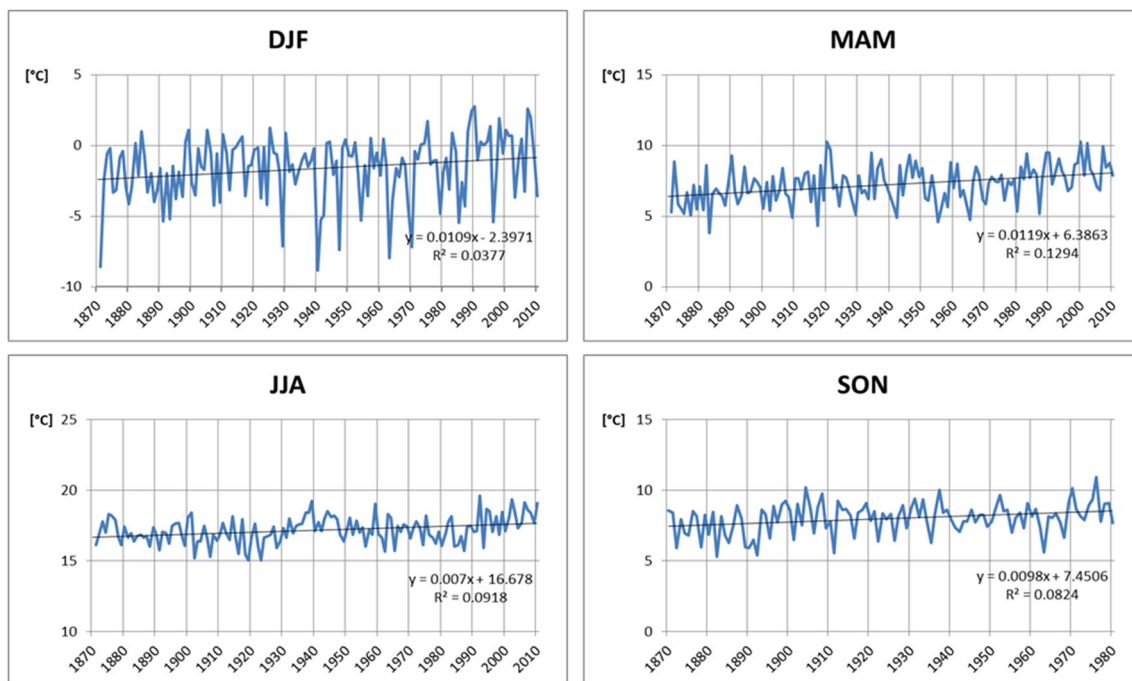 DJF
[°C]
5
0
-5
-10
y = 0.0109x - 2.3971
R² = 0.0377
1870 1880 1890 1900 1910 1920 1930 1940 1950 1960 1970 1980 1990 2000 2010
MAM
[°C]
15
10
5
0
y = 0.0119x + 6.3863
R² = 0.1294
1870 1880 1890 1900 1910 1920 1930 1940 1950 1960 1970 1980 1990 2000 2010
JJA
[°C]
25
20
15
10
y = 0.007x + 16.678
R² = 0.0918
1870 1880 1890 1900 1910 1920 1930 1940 1950 1960 1970 1980 1990 2000 2010
SON
[°C]
15
10
5
0
y = 0.0098x + 7.4506
R² = 0.0824
1870 1880 1890 1900 1910 1920 1930 1940 1950 1960 1970 1980